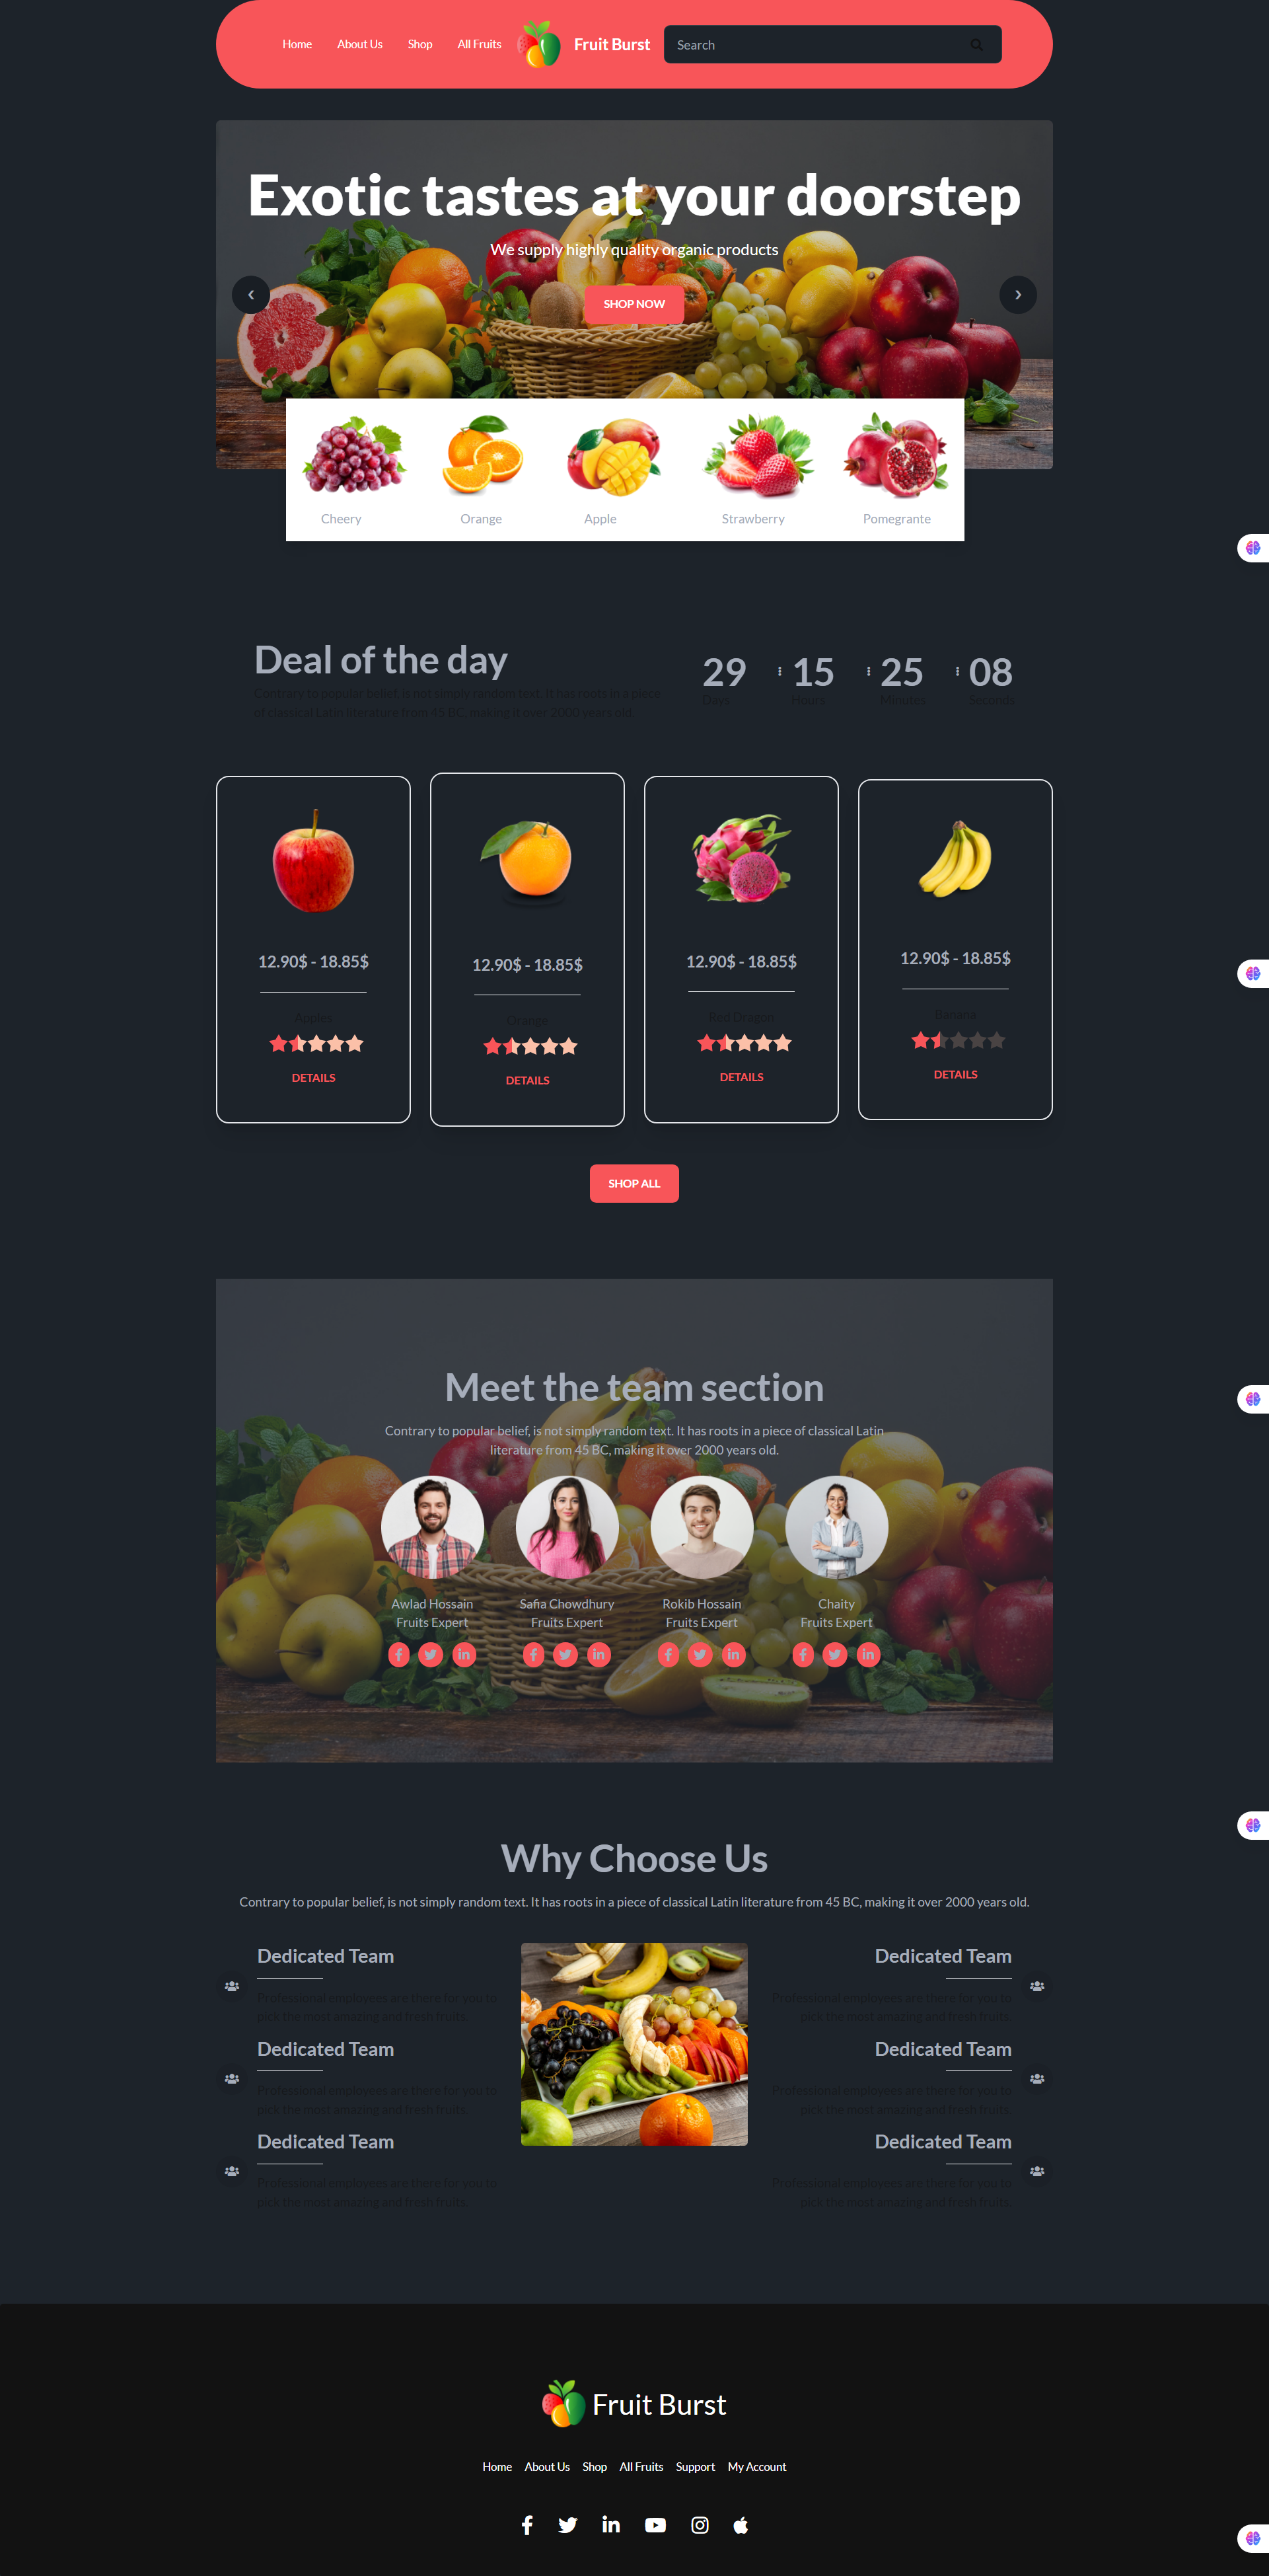 Home About Us Shop All Fruits Fruit Burst Search
Exotic tastes at your doorstep
We supply highly quality organic products
SHOP NOW
Cheery Orange Apple Strawberry Pomegrante
Deal of the day
Contrary to popular belief, is not simply random text. It has roots in a piece
of classical Latin literature from 45 BC, making it over 2000 years old.
29 : 15 : 25 : 08
Days Hours Minutes Seconds
12.90$ - 18.85$
Apples
DETAILS
12.90$ - 18.85$
Orange
DETAILS
12.90$ - 18.85$
Red Dragon
DETAILS
12.90$ - 18.85$
Banana
DETAILS
SHOP ALL
Meet the team section
Contrary to popular belief, is not simply random text. It has roots in a piece of classical Latin
literature from 45 BC, making it over 2000 years old.
Awlad Hossain
Fruits Expert
Safia Chowdhury
Fruits Expert
Rokib Hossain
Fruits Expert
Chaity
Fruits Expert
Why Choose Us
Contrary to popular belief, is not simply random text. It has roots in a piece of classical Latin literature from 45 BC, making it over 2000 years old.
Dedicated Team
Professional employees are there for you to
pick the most amazing and fresh fruits.
Dedicated Team
Professional employees are there for you to
pick the most amazing and fresh fruits.
Dedicated Team
Professional employees are there for you to
pick the most amazing and fresh fruits.
Dedicated Team
Professional employees are there for you to
pick the most amazing and fresh fruits.
Dedicated Team
Professional employees are there for you to
pick the most amazing and fresh fruits.
Dedicated Team
Professional employees are there for you to
pick the most amazing and fresh fruits.
Fruit Burst
Home About Us Shop All Fruits Support My Account